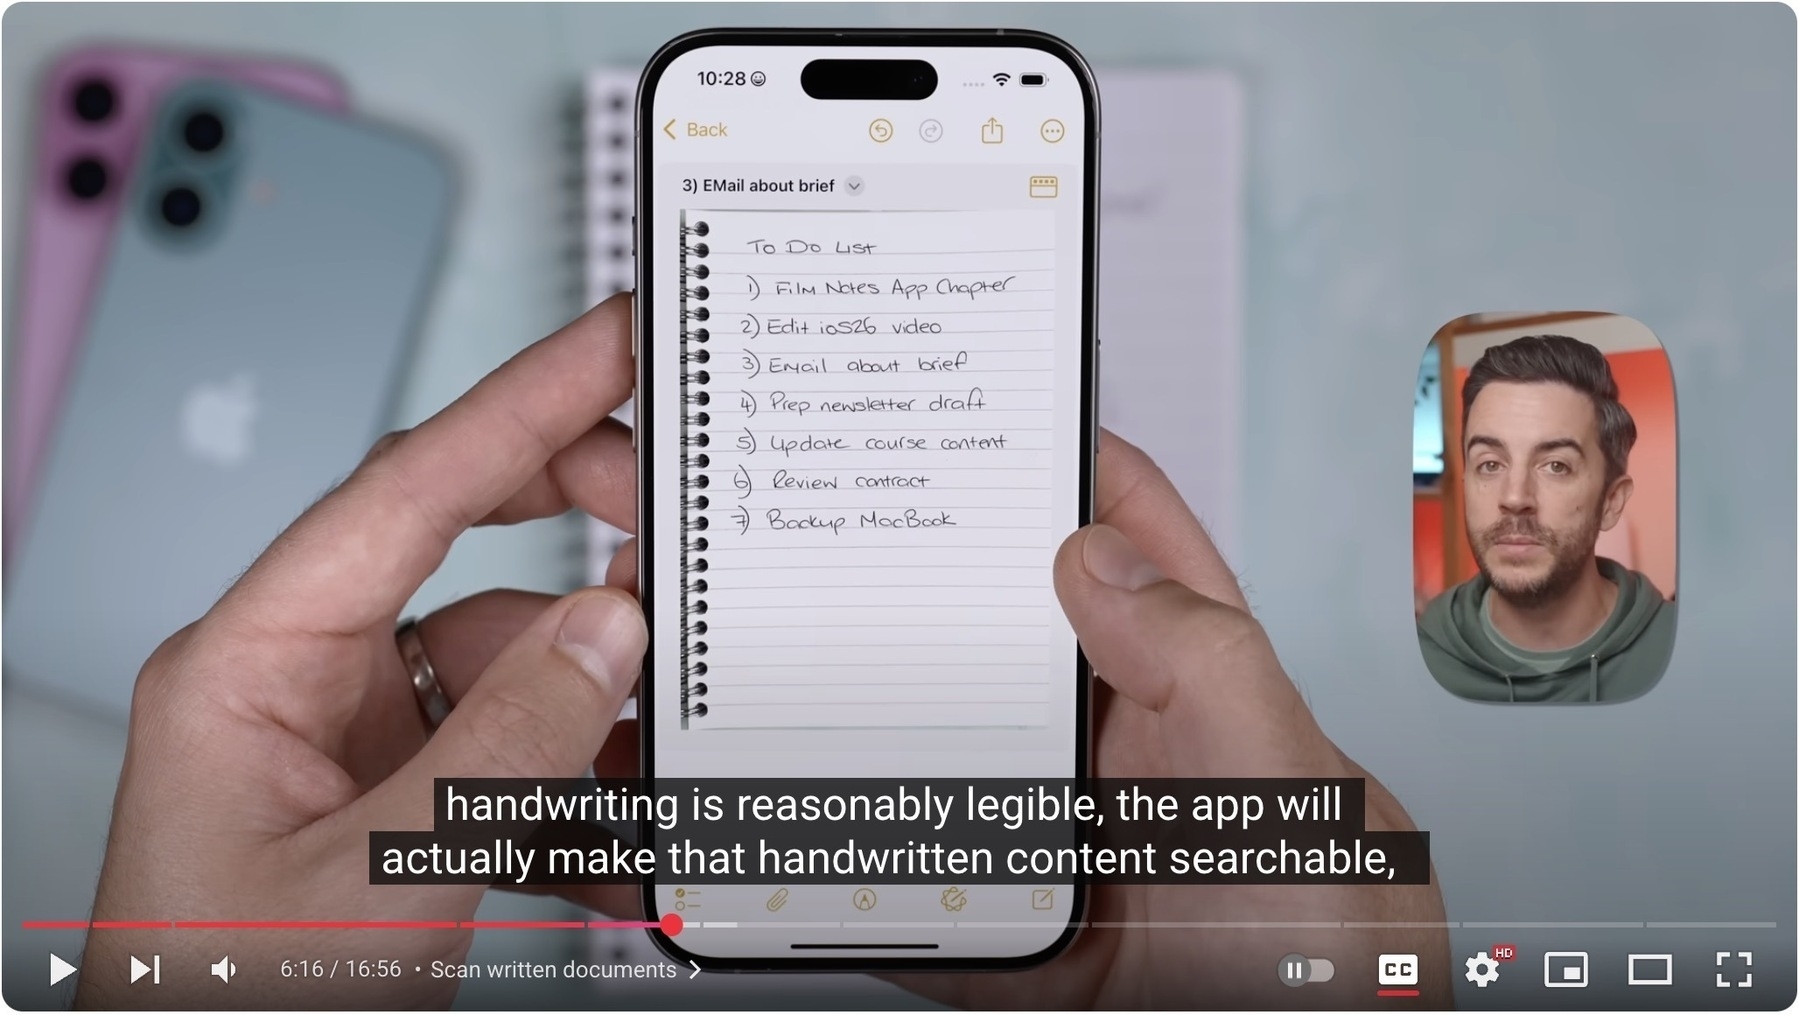 10:28
Back
3) EMail about brief
To Do List
1) Film Notes App Chapter
2) Edit ioS26 video
3) Email about brief
4) Prep newsletter draft
5) Update course content
6) Review contract
7) Backup MacBook
handwriting is reasonably legible, the app will
actually make that handwritten content searchable,
6:16 / 16:56 • Scan written documents
CC
HD